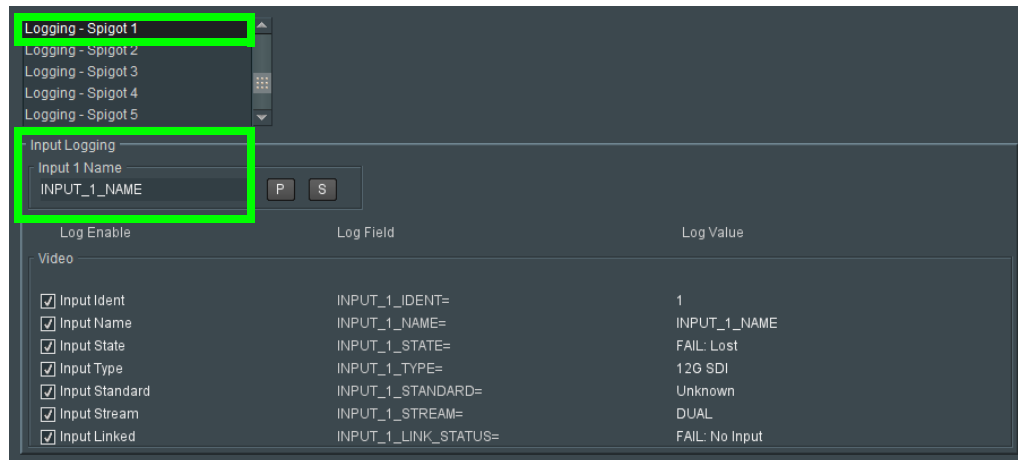 Logging - Spigot 1
Logging - Spigot 2
Logging - Spigot 3
Logging - Spigot 4
Logging - Spigot 5
Input Logging
Input 1 Name
INPUT_1_NAME P S
Log Enable Log Field Log Value
Video
Input Ident INPUT_1_IDENT= 1
Input Name INPUT_1_NAME= INPUT_1_NAME
Input State INPUT_1_STATE= FAIL: Lost
Input Type INPUT_1_TYPE= 12G SDI
Input Standard INPUT_1_STANDARD= Unknown
Input Stream INPUT_1_STREAM= DUAL
Input Linked INPUT_1_LINK_STATUS= FAIL: No Input